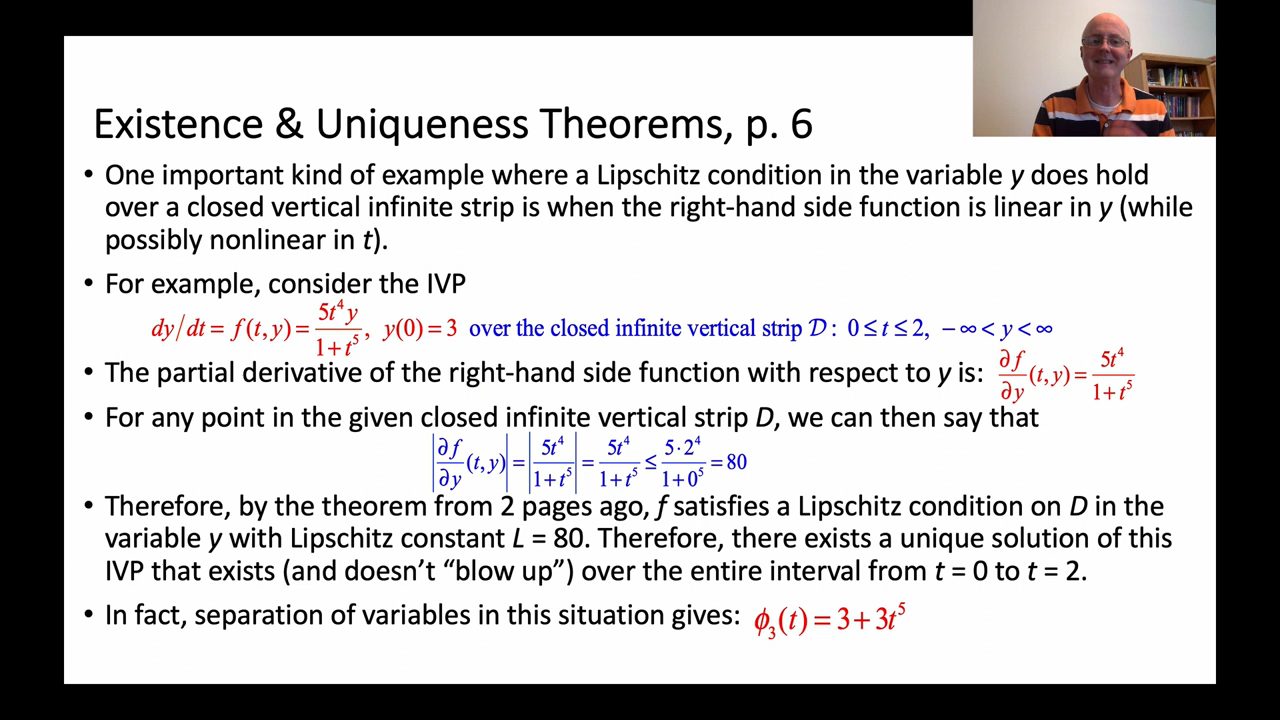 Existence & Uniqueness Theorems, p. 6
• One important kind of example where a Lipschitz condition in the variable y does hold
over a closed vertical infinite strip is when the right-hand side function is linear in y (while
possibly nonlinear in t).
• For example, consider the IVP
dy/dt = f(t, y) = 5t⁴y / 1+t⁵, y(0) = 3 over the closed infinite vertical strip D: 0 ≤ t ≤ 2, −∞ < y < ∞
• The partial derivative of the right-hand side function with respect to y is: ∂f/∂y (t, y) = 5t⁴/1+t⁵
• For any point in the given closed infinite vertical strip D, we can then say that
|∂f/∂y (t, y)| = |5t⁴/1+t⁵| = 5t⁴/1+t⁵ ≤ 5·2⁴/1+0⁵ = 80
• Therefore, by the theorem from 2 pages ago, f satisfies a Lipschitz condition on D in the
variable y with Lipschitz constant L = 80. Therefore, there exists a unique solution of this
IVP that exists (and doesn't “blow up”) over the entire interval from t = 0 to t = 2.
• In fact, separation of variables in this situation gives: ϕ₃(t) = 3 + 3t⁵